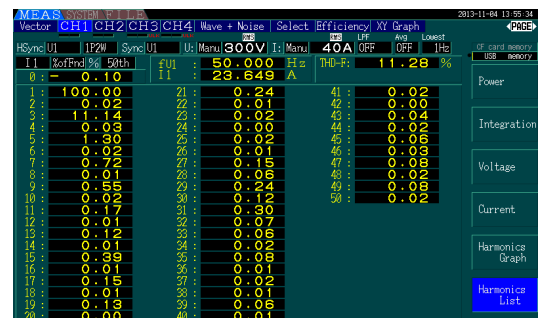 MEAS SYSTEM FILE 2013-11-04 13:55:34
Vector CH1 CH2 CH3 CH4 Wave + Noise Select Efficiency XY Graph PAGE
RMS RMS LPF Avg Lowest
HSync U1 1P2W Sync U1 U: Manu 300V I: Manu 40A OFF OFF 1Hz CF card memory
USB memory
I1 %ofFnd % 50th fU1 : 50.000 Hz THD-F: 11.28 %
0 : - 0.10 I1 : 23.649 A
1 : 100.00 21 : 0.24 41 : 0.02
2 : 0.02 22 : 0.01 42 : 0.00
3 : 11.14 23 : 0.02 43 : 0.04
4 : 0.03 24 : 0.00 44 : 0.02
5 : 1.30 25 : 0.02 45 : 0.06
6 : 0.02 26 : 0.01 46 : 0.03
7 : 0.72 27 : 0.15 47 : 0.08
8 : 0.01 28 : 0.06 48 : 0.02
9 : 0.55 29 : 0.24 49 : 0.08
10 : 0.02 30 : 0.12 50 : 0.02
11 : 0.17 31 : 0.30
12 : 0.01 32 : 0.07
13 : 0.12 33 : 0.06
14 : 0.01 34 : 0.02
15 : 0.39 35 : 0.08
16 : 0.01 36 : 0.01
17 : 0.15 37 : 0.02
18 : 0.01 38 : 0.01
19 : 0.13 39 : 0.06
20 : 0.00 40 : 0.01
Power
Integration
Voltage
Current
Harmonics
Graph
Harmonics
List